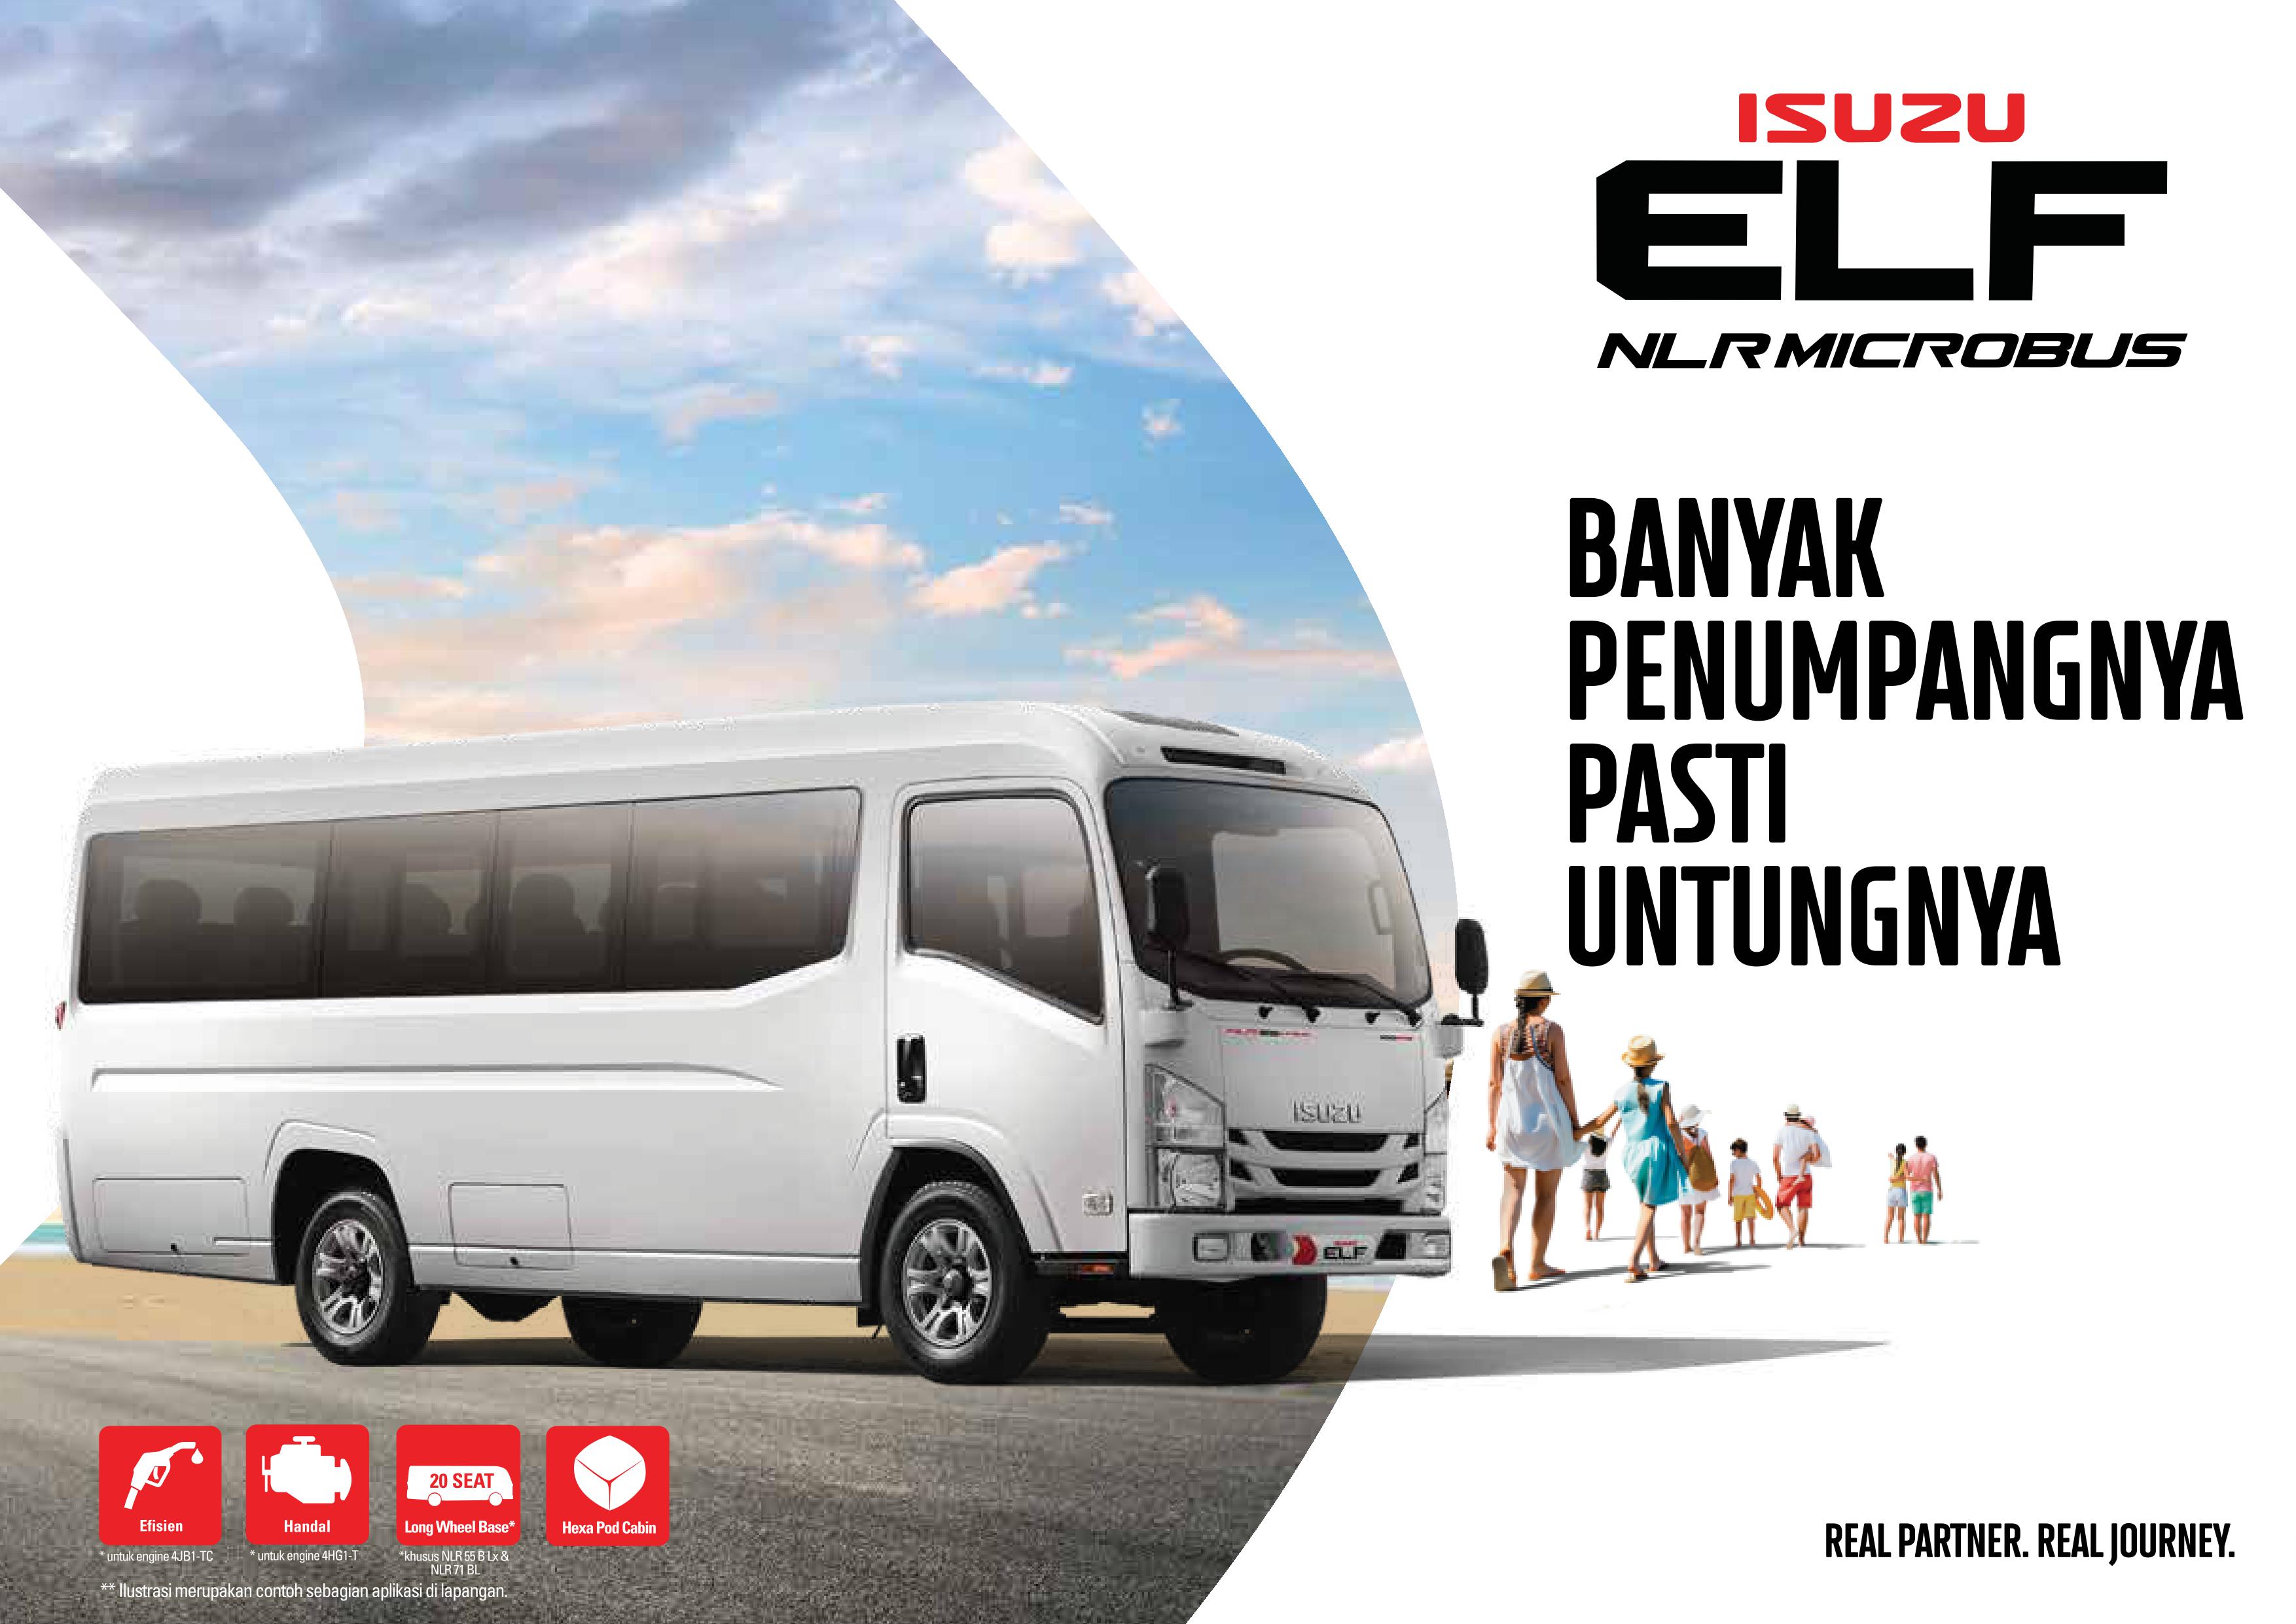 ISUZU
ELF
NLR MICROBUS
BANYAK
PENUMPANGNYA
PASTI
UNTUNGNYA
ISUZU
ELF
20 SEAT
Efisien
Handal
Long Wheel Base*
Hexa Pod Cabin
* untuk engine 4JB1-TC
* untuk engine 4HG1-T
*khusus NLR 55 B Lx &
NLR 71 BL
** Ilustrasi merupakan contoh sebagian aplikasi di lapangan.
REAL PARTNER. REAL JOURNEY.